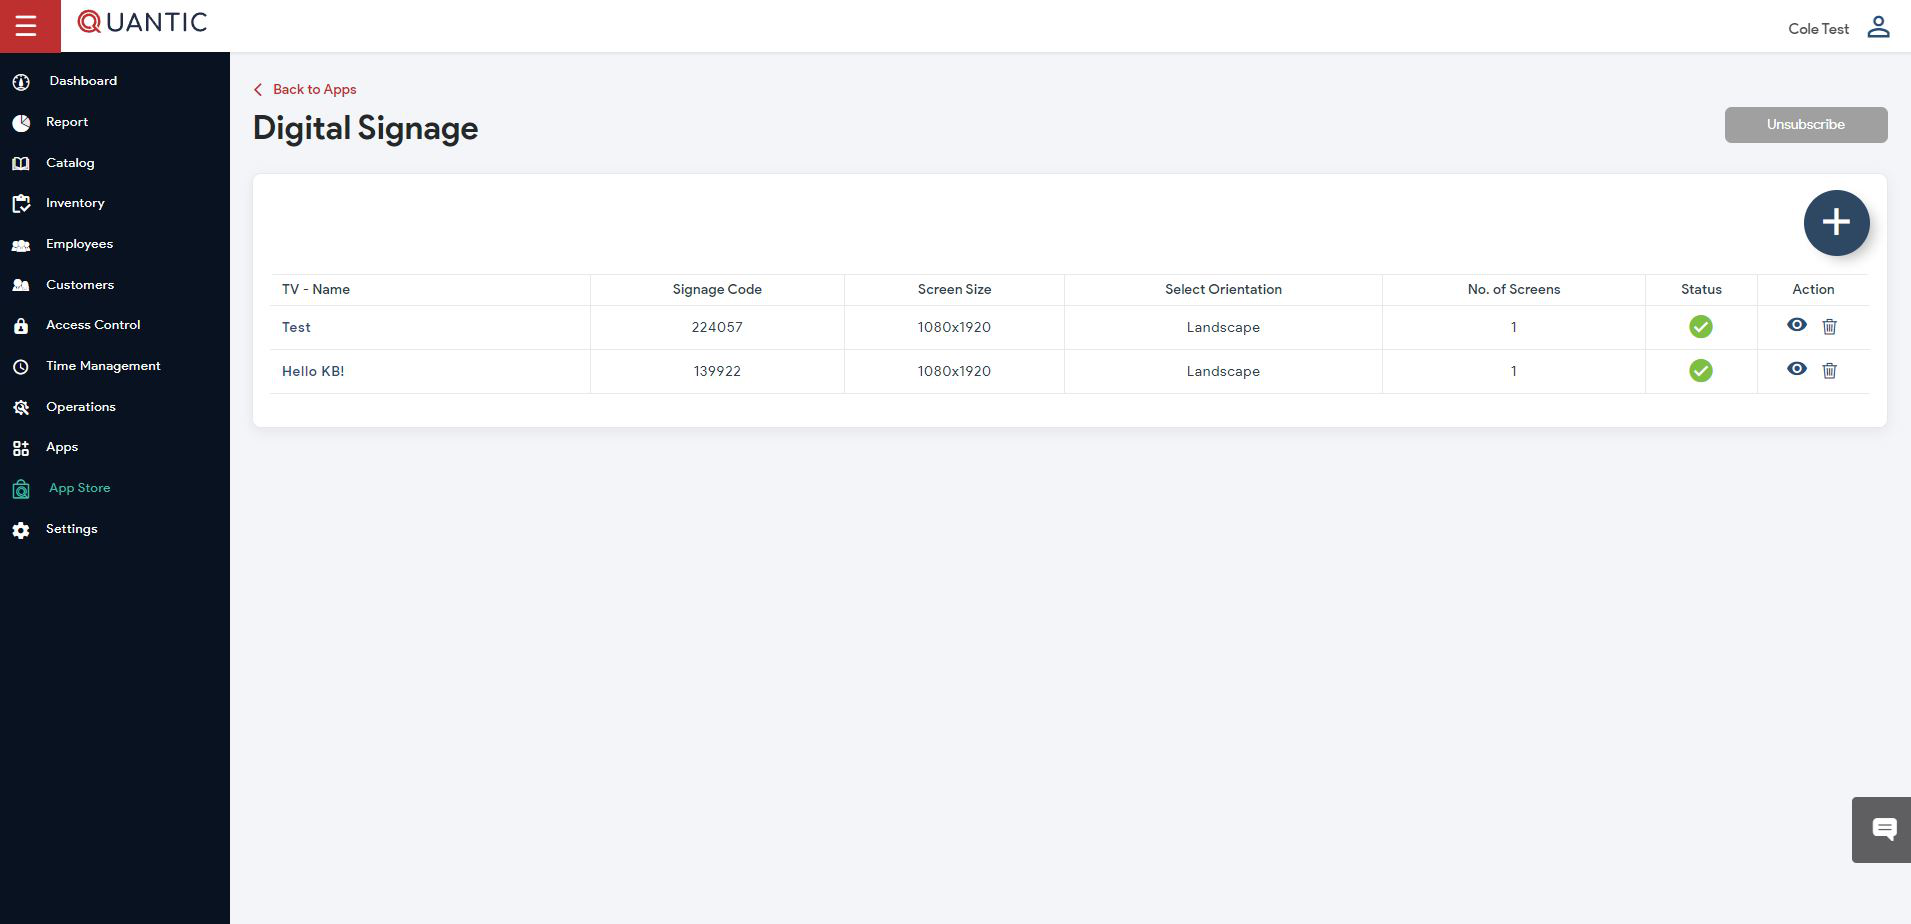 QUANTIC
Cole Test
Dashboard
Report
Catalog
Inventory
Employees
Customers
Access Control
Time Management
Operations
Apps
App Store
Settings
Back to Apps
Digital Signage
Unsubscribe
TV - Name Signage Code Screen Size Select Orientation No. of Screens Status Action
Test 224057 1080x1920 Landscape 1
Hello KB! 139922 1080x1920 Landscape 1